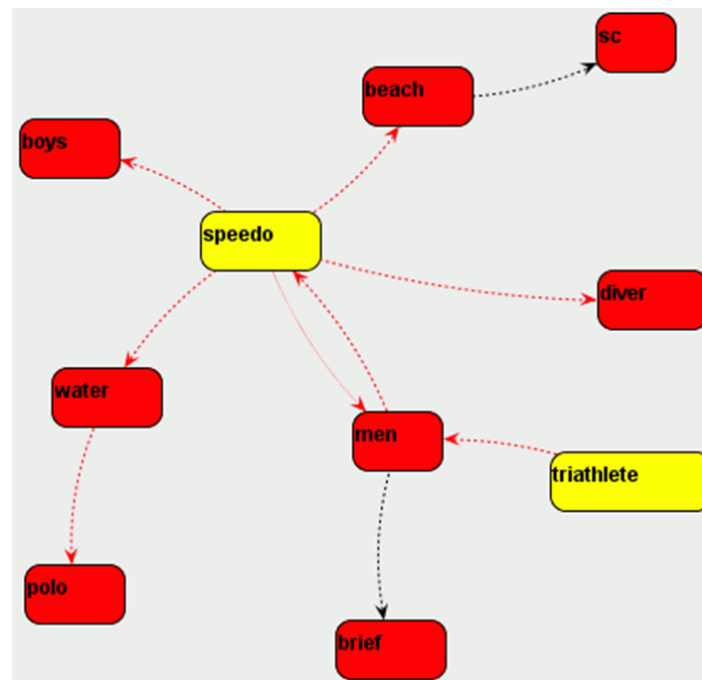 sc
beach
boys
speedo
diver
water
men
triathlete
polo
brief